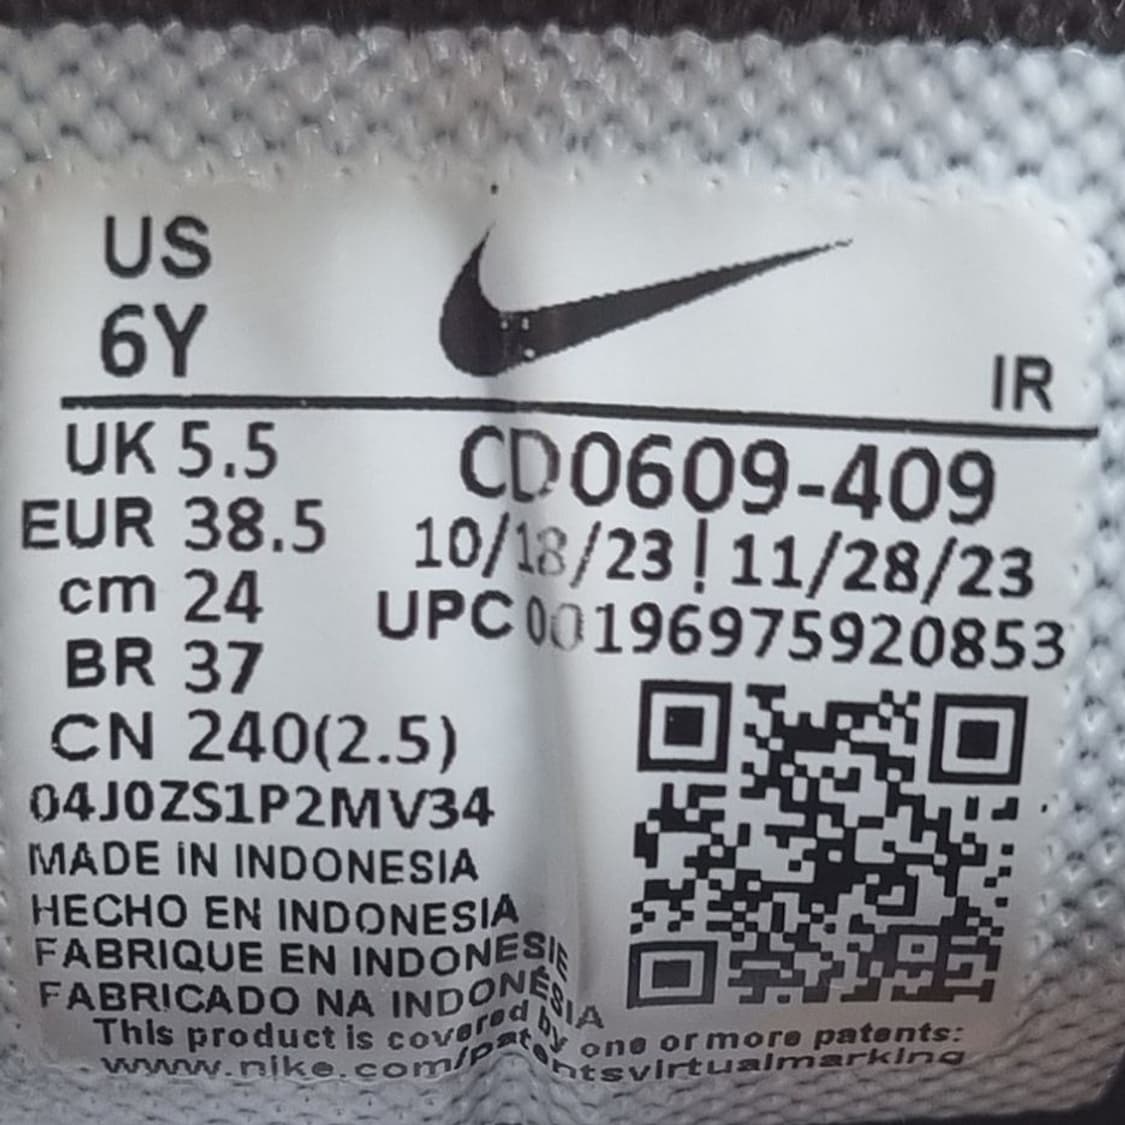 US
6Y
IR
UK 5.5
EUR 38.5
cm 24
BR 37
CN 240(2.5)
CD0609-409
10/18/23 ! 11/28/23
UPC 00196975920853
04J0ZS1P2MV34
MADE IN INDONESIA
HECHO EN INDONESIA
FABRIQUE EN INDONESIE
FABRICADO NA INDONÉSIA
This product is covered by one or more patents:
www.nike.com/patentsvirtualmarking